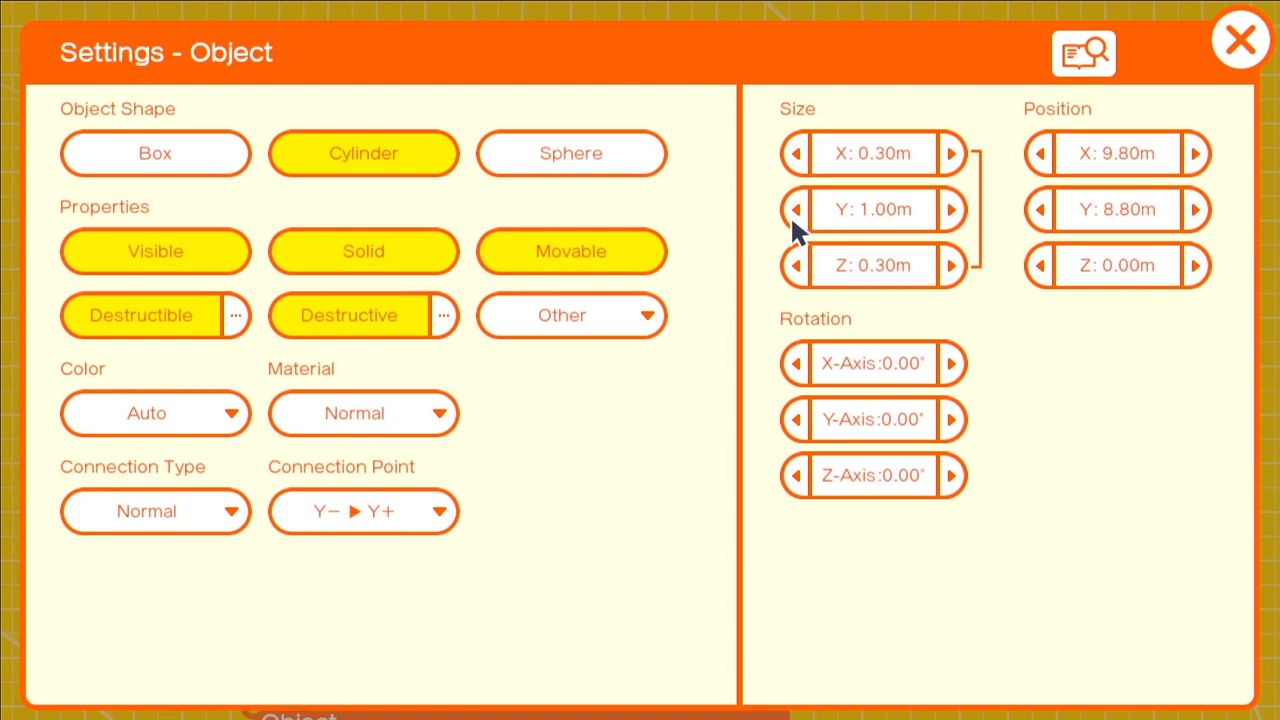 Settings - Object
Object Shape
Box
Cylinder
Sphere
Properties
Visible
Solid
Movable
Destructible ...
Destructive ...
Other
Color
Material
Auto
Normal
Connection Type
Connection Point
Normal
Y− ▶ Y+
Size
X: 0.30m
Y: 1.00m
Z: 0.30m
Position
X: 9.80m
Y: 8.80m
Z: 0.00m
Rotation
X-Axis:0.00°
Y-Axis:0.00°
Z-Axis:0.00°
Object